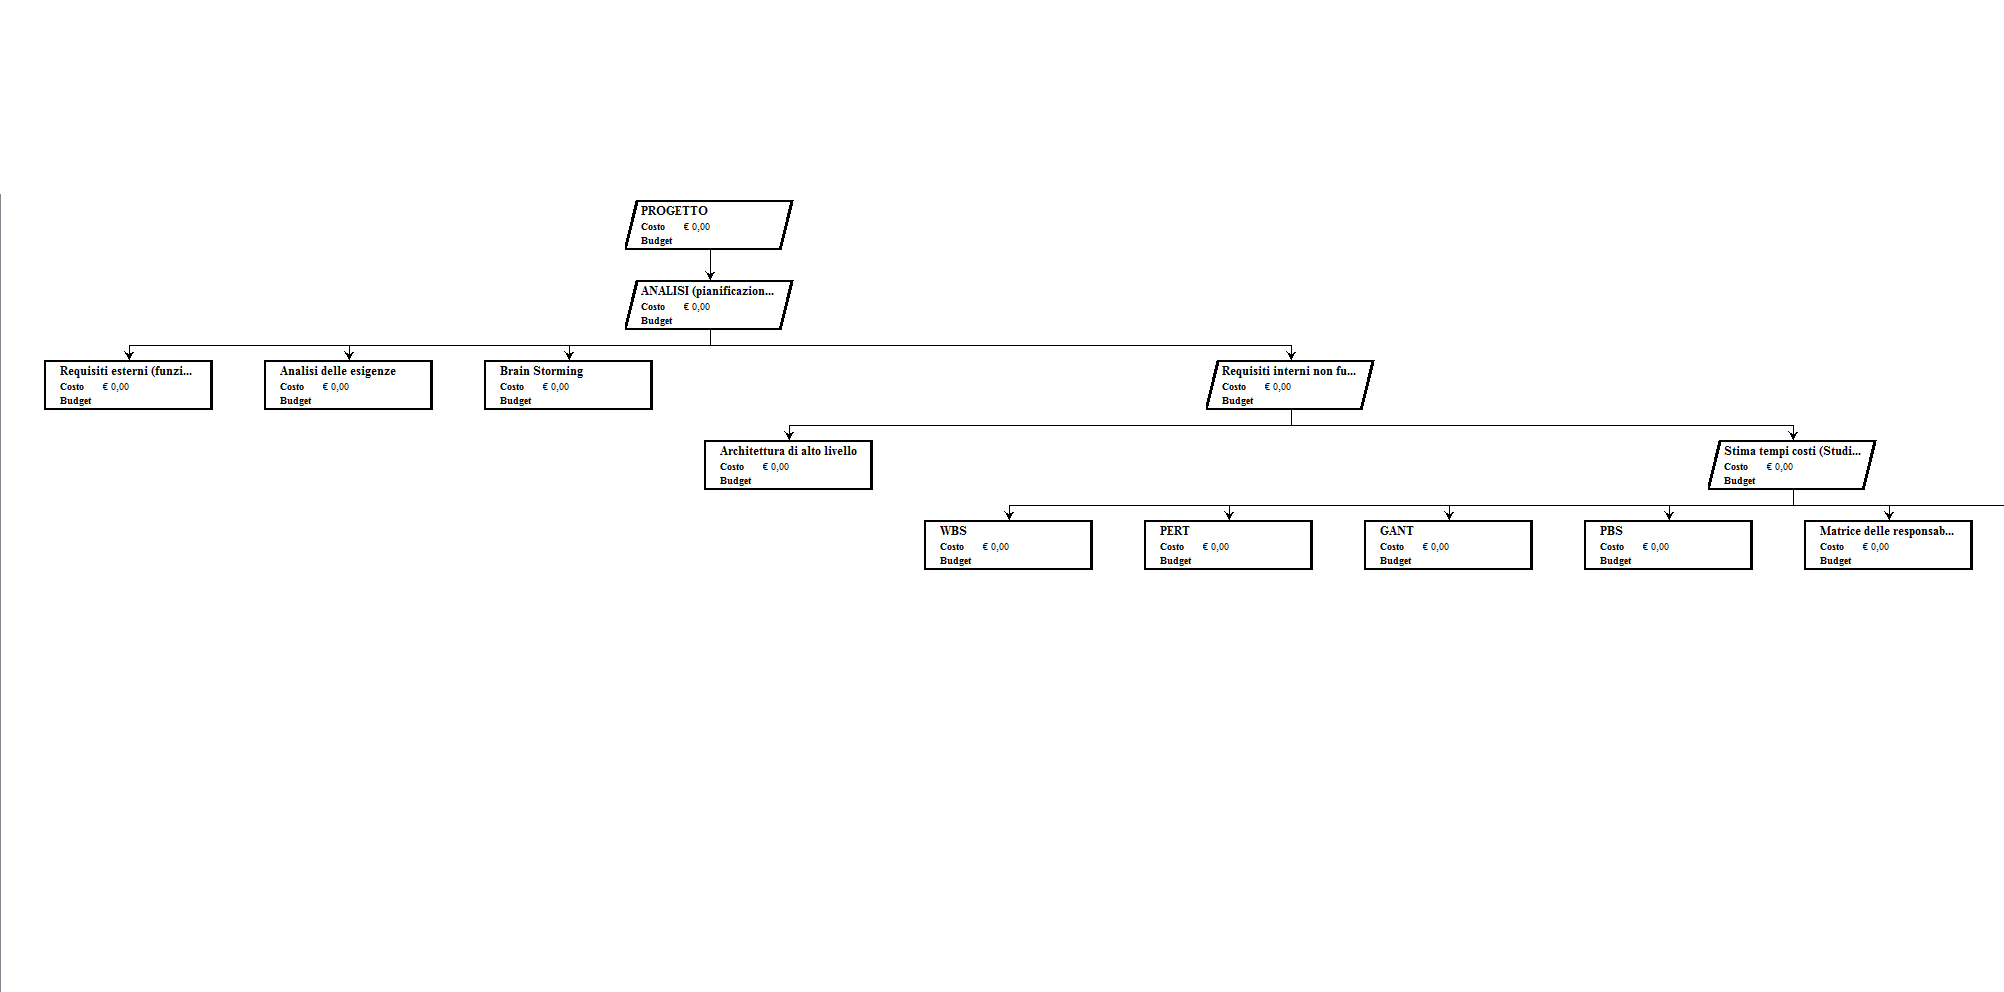 PROGETTO
Costo € 0,00
Budget
ANALISI (pianificazion...
Costo € 0,00
Budget
Requisiti esterni (funzi...
Costo € 0,00
Budget
Analisi delle esigenze
Costo € 0,00
Budget
Brain Storming
Costo € 0,00
Budget
Requisiti interni non fu...
Costo € 0,00
Budget
Architettura di alto livello
Costo € 0,00
Budget
Stima tempi costi (Studi...
Costo € 0,00
Budget
WBS
Costo € 0,00
Budget
PERT
Costo € 0,00
Budget
GANT
Costo € 0,00
Budget
PBS
Costo € 0,00
Budget
Matrice delle responsab...
Costo € 0,00
Budget